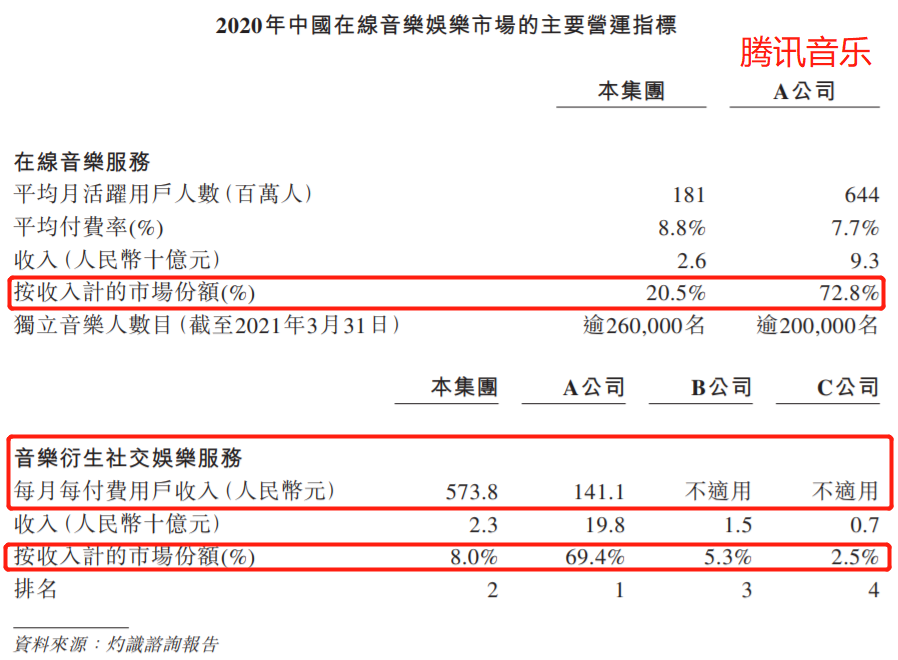 2020年中國在線音樂娛樂市場的主要營運指標
腾讯音乐
本集團 A公司
在線音樂服務
平均月活躍用戶人數(百萬人) 181 644
平均付費率(%) 8.8% 7.7%
收入(人民幣十億元) 2.6 9.3
按收入計的市場份額(%) 20.5% 72.8%
獨立音樂人數目(截至2021年3月31日) 逾260,000名 逾200,000名
本集團 A公司 B公司 C公司
音樂衍生社交娛樂服務
每月每付費用戶收入(人民幣元) 573.8 141.1 不適用 不適用
收入(人民幣十億元) 2.3 19.8 1.5 0.7
按收入計的市場份額(%) 8.0% 69.4% 5.3% 2.5%
排名 2 1 3 4
資料來源：灼識諮詢報告